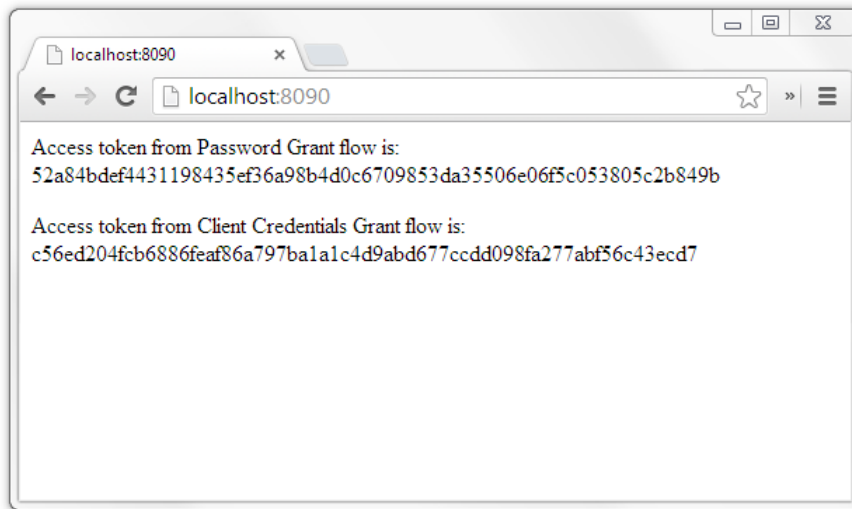 localhost:8090
localhost:8090
Access token from Password Grant flow is:
52a84bdef4431198435ef36a98b4d0c6709853da35506e06f5c053805c2b849b
Access token from Client Credentials Grant flow is:
c56ed204fcb6886feaf86a797ba1a1c4d9abd677ccdd098fa277abf56c43ecd7